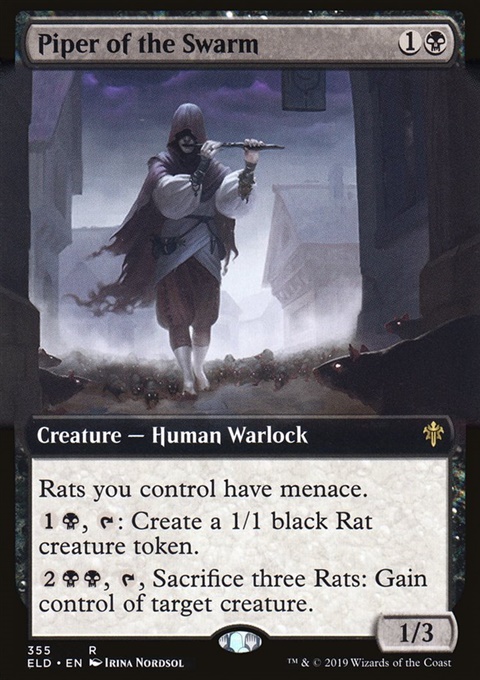 Piper of the Swarm 1
Creature — Human Warlock
Rats you control have menace.
1 , : Create a 1/1 black Rat
creature token.
2 , , Sacrifice three Rats: Gain
control of target creature.
1/3
355 R
ELD • EN Irina Nordsol
™ & © 2019 Wizards of the Coast